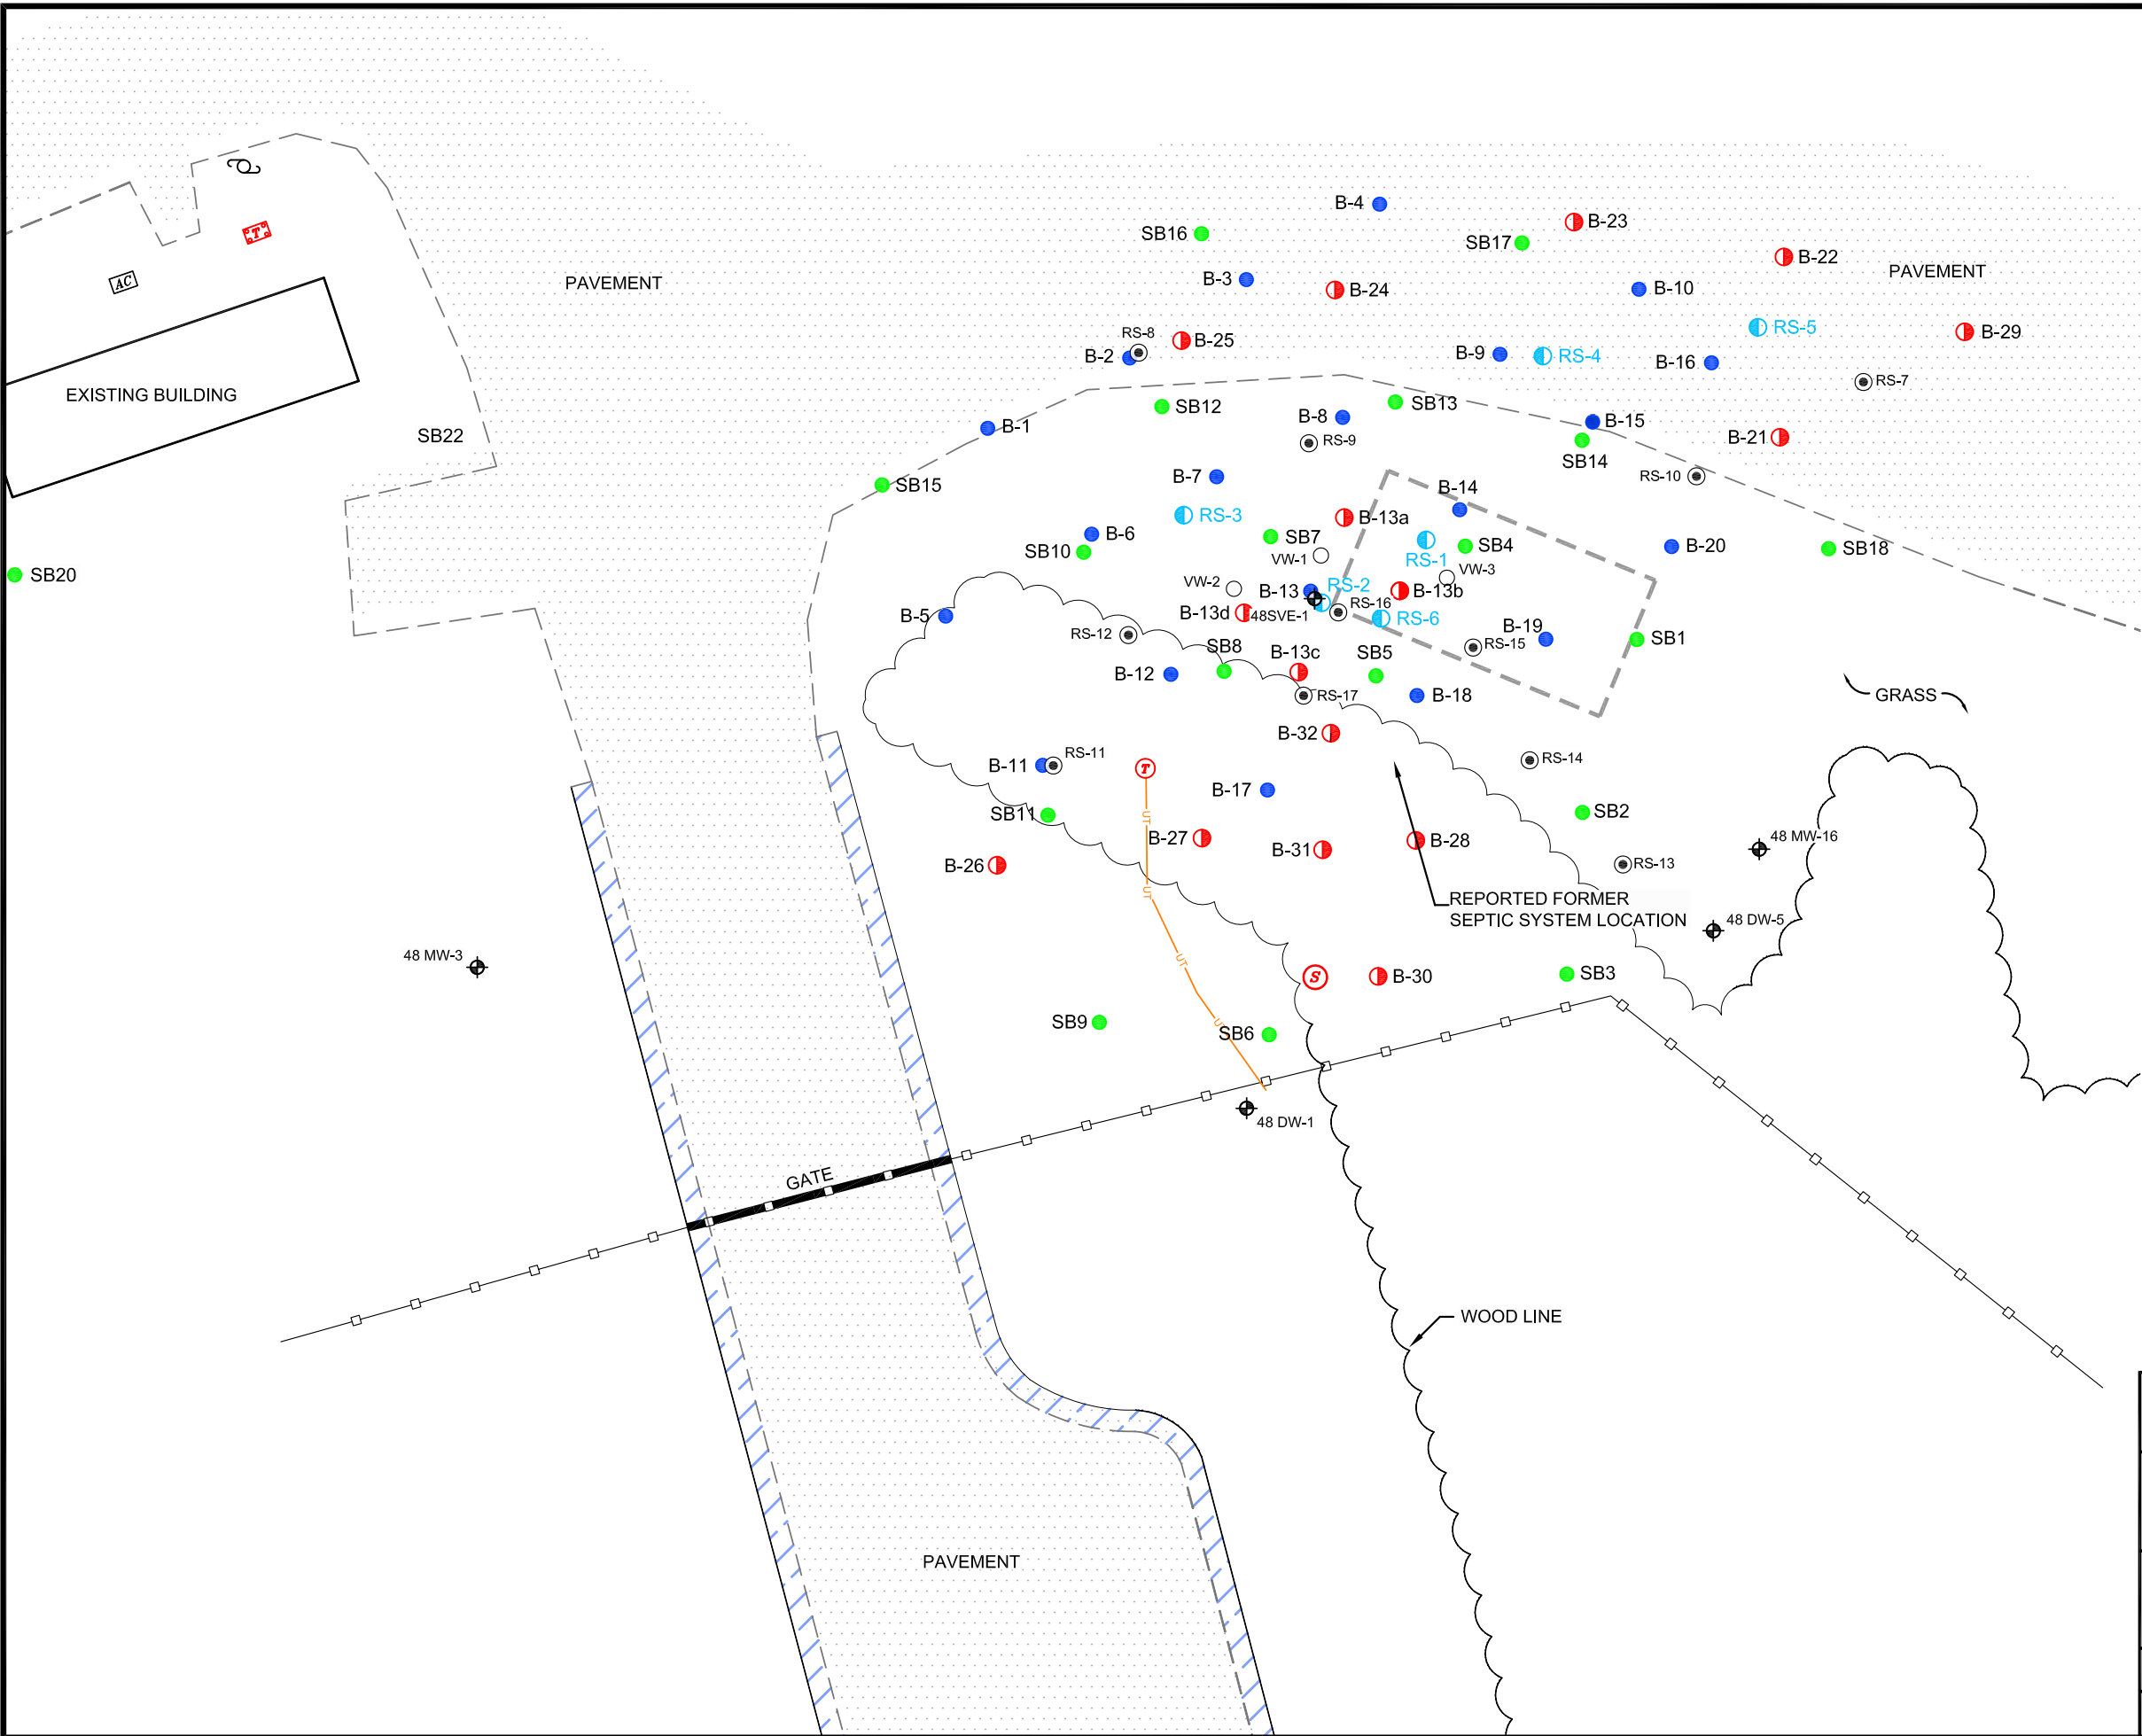 B-4
B-23
SB16
SB17
B-22
PAVEMENT
T
AC
PAVEMENT
B-3
B-24
B-10
RS-5
B-29
RS-8
B-25
B-2
B-9
RS-4
B-16
RS-7
EXISTING BUILDING
SB12
SB13
B-8
B-1
B-15
SB22
RS-9
B-21
SB14
B-7
RS-10
SB15
B-14
RS-3
B-13a
B-6
SB7
SB10
SB4
B-20
SB18
VW-1
RS-1
SB20
VW-3
VW-2
B-13
RS-2
B-13b
RS-16
B-5
B-13d
48SVE-1
RS-6
B-19
RS-12
SB1
RS-15
SB8
B-13c
SB5
B-12
RS-17
B-18
GRASS
B-32
RS-11
B-11
T
RS-14
B-17
SB11
UT
SB2
B-27
B-28
48 MW-16
B-31
B-26
RS-13
UT
REPORTED FORMER
SEPTIC SYSTEM LOCATION
48 DW-5
48 MW-3
UT
S
B-30
SB3
SB9
UT
SB6
48 DW-1
GATE
WOOD LINE
PAVEMENT